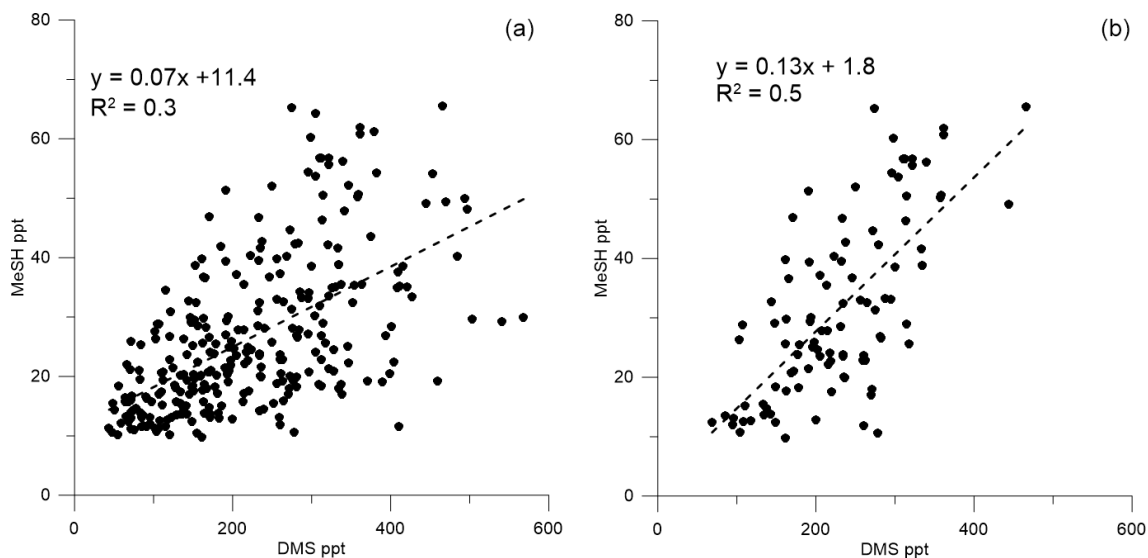 80
60
40
20
0
0
200
400
600
MeSH ppt
DMS ppt
(a)
y = 0.07x +11.4
R² = 0.3
80
60
40
20
0
0
200
400
600
MeSH ppt
DMS ppt
(b)
y = 0.13x + 1.8
R² = 0.5